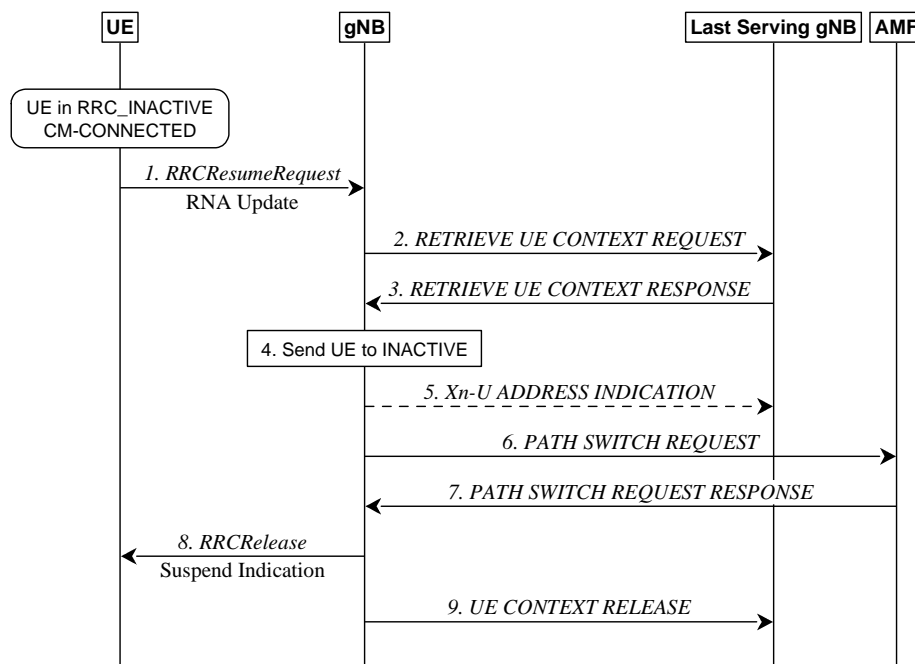 UE
gNB
Last Serving gNB
AMF
UE in RRC_INACTIVE
CM-CONNECTED
1. RRCResumeRequest
RNA Update
2. RETRIEVE UE CONTEXT REQUEST
3. RETRIEVE UE CONTEXT RESPONSE
4. Send UE to INACTIVE
5. Xn-U ADDRESS INDICATION
6. PATH SWITCH REQUEST
7. PATH SWITCH REQUEST RESPONSE
8. RRCRelease
Suspend Indication
9. UE CONTEXT RELEASE